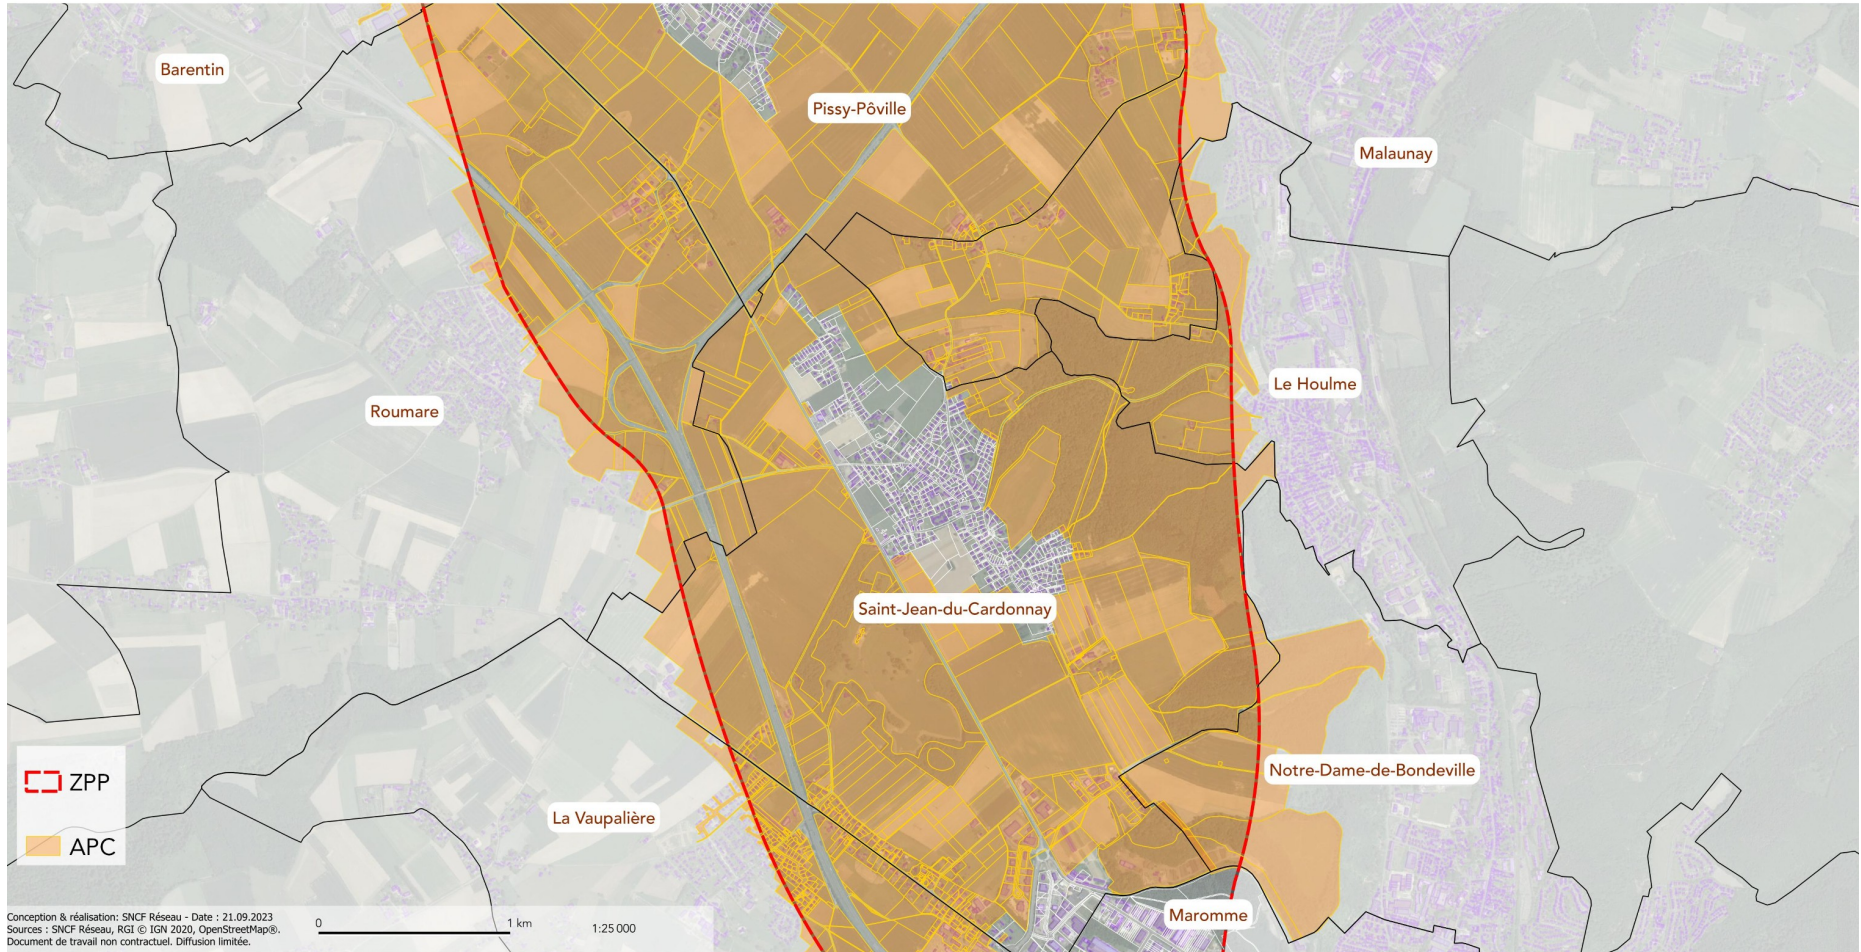 Barentin
Pissy-Pôville
Malaunay
Le Houlme
Roumare
Saint-Jean-du-Cardonnay
Notre-Dame-de-Bondeville
La Vaupalière
Maromme
ZPP
APC
Conception & réalisation: SNCF Réseau - Date : 21.09.2023
Sources : SNCF Réseau, RGI © IGN 2020, OpenStreetMap®.
Document de travail non contractuel. Diffusion limitée.
0 1 km
1:25 000